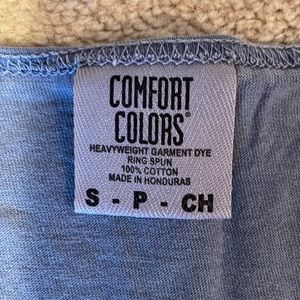 COMFORT
COLORS®
HEAVYWEIGHT GARMENT DYE
RING SPUN
100% COTTON
MADE IN HONDURAS
S - P - CH